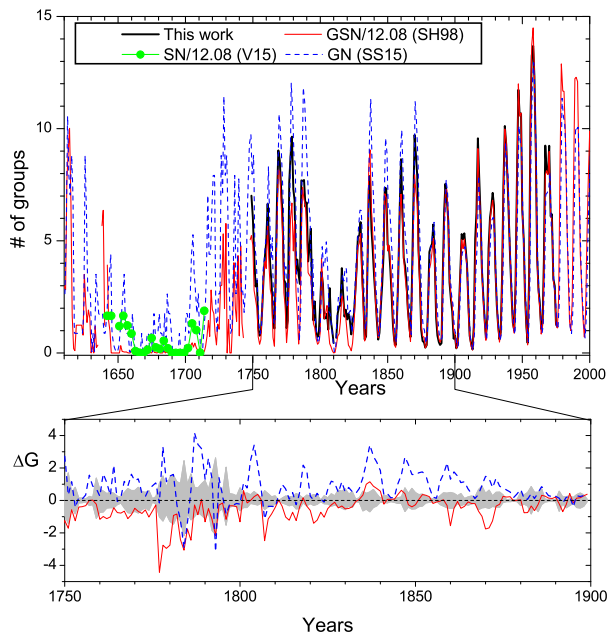 This work
GSN/12.08 (SH98)
SN/12.08 (V15)
GN (SS15)
15
10
5
0
# of groups
1650 1700 1750 1800 1850 1900 1950 2000
Years
ΔG
4
2
0
-2
-4
1750 1800 1850 1900
Years